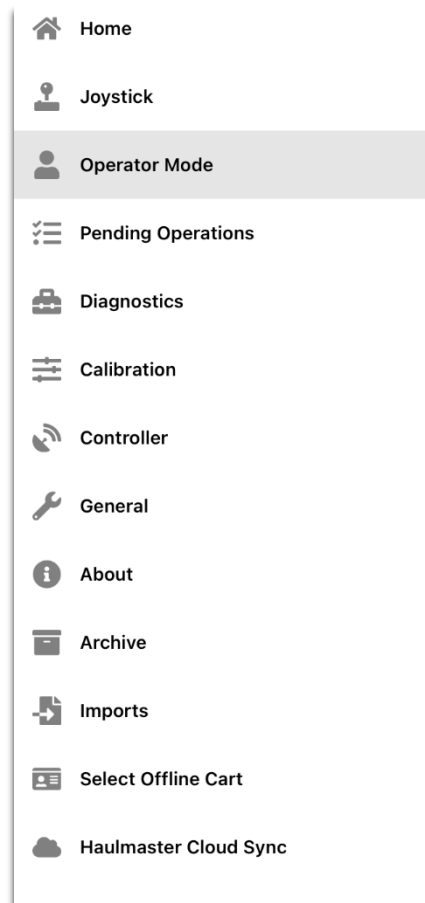 Home
Joystick
Operator Mode
Pending Operations
Diagnostics
Calibration
Controller
General
About
Archive
Imports
Select Offline Cart
Haulmaster Cloud Sync